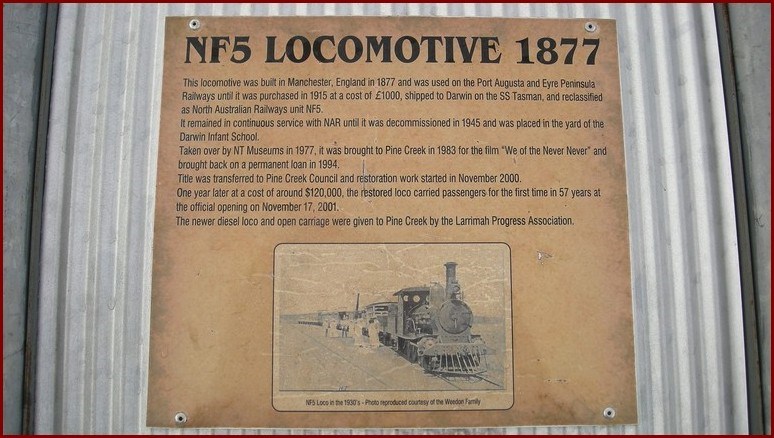 NF5 LOCOMOTIVE 1877
This locomotive was built in Manchester, England in 1877 and was used on the Port Augusta and Eyre Peninsula
Railways until it was purchased in 1915 at a cost of £1000, shipped to Darwin on the SS Tasman, and reclassified
as North Australian Railways unit NF5.
It remained in continuous service with NAR until it was decommissioned in 1945 and was placed in the yard of the
Darwin Infant School.
Taken over by NT Museums in 1977, it was brought to Pine Creek in 1983 for the film “We of the Never Never” and
brought back on a permanent loan in 1994.
Title was transferred to Pine Creek Council and restoration work started in November 2000.
One year later at a cost of around $120,000, the restored loco carried passengers for the first time in 57 years at
the official opening on November 17, 2001.
The newer diesel loco and open carriage were given to Pine Creek by the Larrimah Progress Association.
NF5 Loco in the 1930's - Photo reproduced courtesy of the Weedon Family